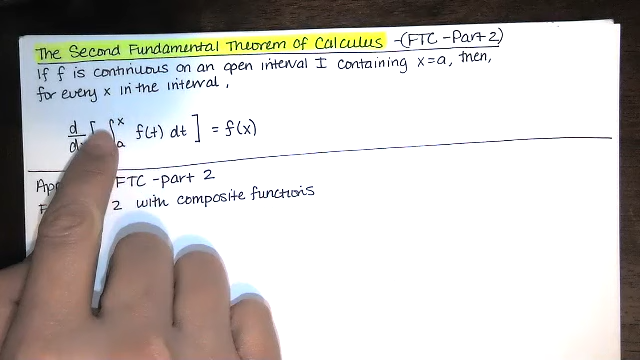 The Second Fundamental Theorem of Calculus - (FTC - Part 2)
If f is continuous on an open interval I containing x=a, then,
for every x in the interval,
d/d [ ∫ₐˣ f(t) dt ] = f(x)
FTC - part 2
2 with composite functions